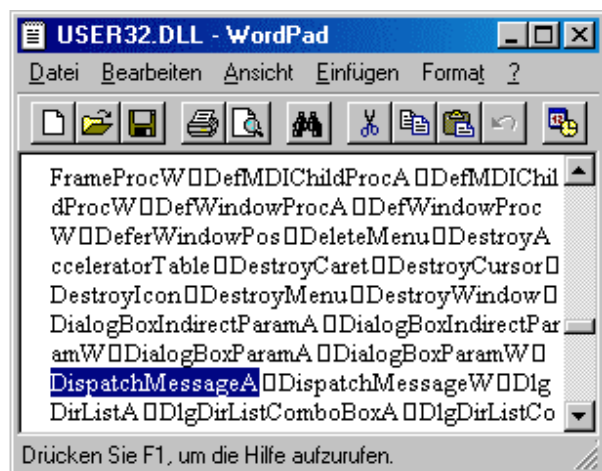 USER32.DLL - WordPad
Datei Bearbeiten Ansicht Einfügen Format ?
FrameProcW▯DefMDIChildProcA▯DefMDIChil
dProcW▯DefWindowProcA▯DefWindowProc
W▯DeferWindowPos▯DeleteMenu▯DestroyA
cceleratorTable▯DestroyCaret▯DestroyCursor▯
DestroyIcon▯DestroyMenu▯DestroyWindow▯
DialogBoxIndirectParamA▯DialogBoxIndirectPar
amW▯DialogBoxParamA▯DialogBoxParamW▯
DispatchMessageA▯DispatchMessageW▯Dlg
DirListA▯DlgDirListComboBoxA▯DlgDirListCo
Drücken Sie F1, um die Hilfe aufzurufen.